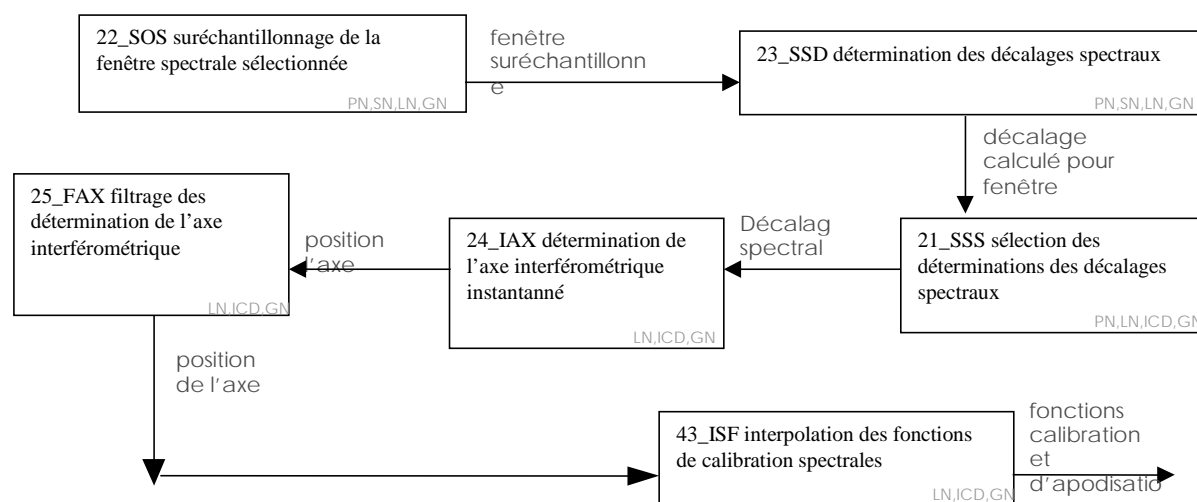 22_SOS suréchantillonnage de la
fenêtre spectrale sélectionnée
PN,SN,LN,GN
fenêtre
suréchantillonn
e
23_SSD détermination des décalages spectraux
PN,SN,LN,GN
décalage
calculé pour
fenêtre
21_SSS sélection des
déterminations des décalages
spectraux
PN,LN,ICD,GN
Décalag
spectral
24_IAX détermination de
l’axe interférométrique
instantanné
LN,ICD,GN
position
l’axe
25_FAX filtrage des
détermination de l’axe
interférométrique
LN,ICD,GN
position
de l’axe
43_ISF interpolation des fonctions
de calibration spectrales
LN,ICD,GN
fonctions
calibration
et
d’apodisatio